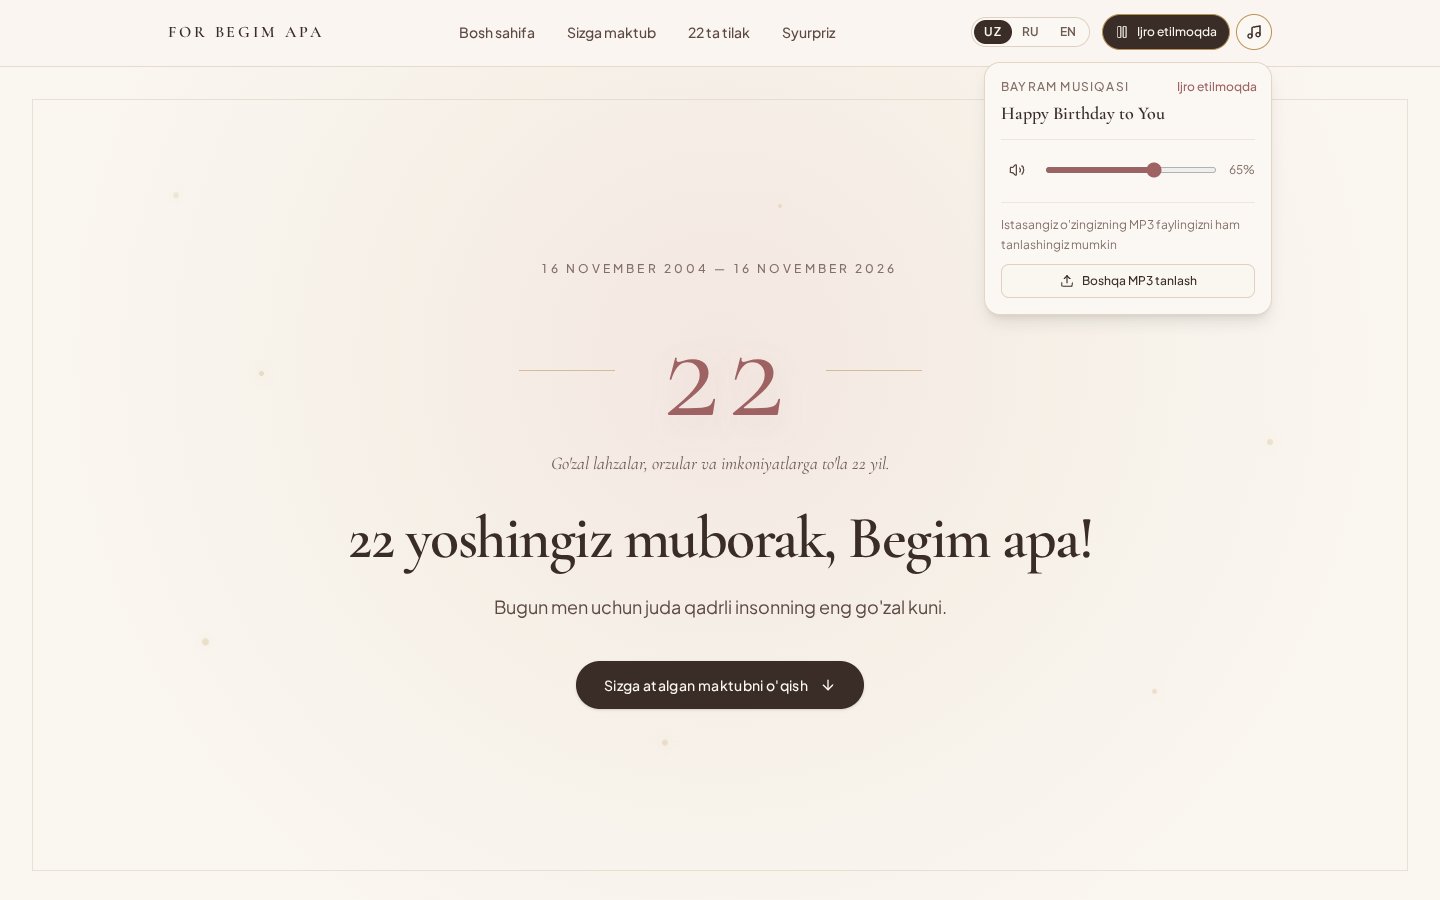 FOR BEGIM APA
Bosh sahifa
Sizga maktub
22 ta tilak
Syurpriz
UZ
RU
EN
Ijro etilmoqda
BAYRAM MUSIQASI
Ijro etilmoqda
Happy Birthday to You
65%
Istasangiz o'zingizning MP3 faylingizni ham
tanlashingiz mumkin
Boshqa MP3 tanlash
16 NOVEMBER 2004 — 16 NOVEMBER 2026
22
Go'zal lahzalar, orzular va imkoniyatlarga to'la 22 yil.
22 yoshingiz muborak, Begim apa!
Bugun men uchun juda qadrli insonning eng go'zal kuni.
Sizga atalgan maktubni o'qish